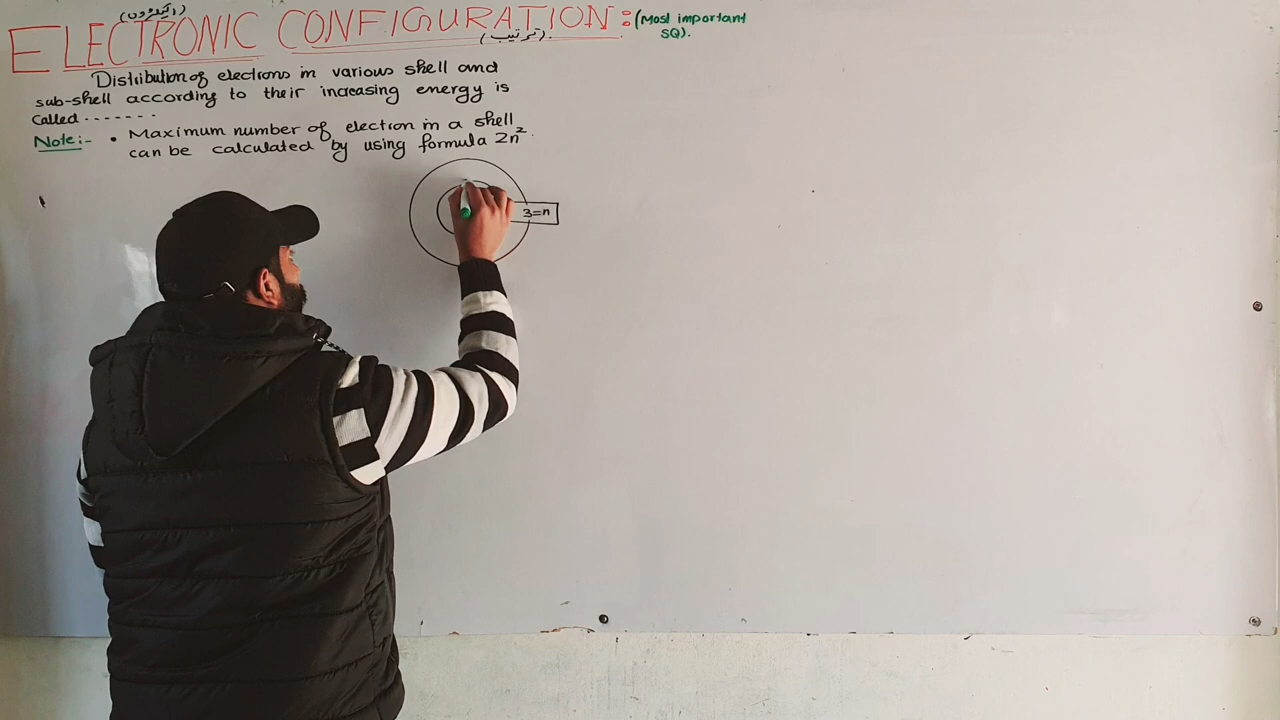 (الیکٹرون)
ELECTRONIC CONFIGURATION: (Most important SQ).
(ترتیب)
Distribution of electrons in various shell and
sub-shell according to their increasing energy is
Called -------
Note:- • Maximum number of electron in a shell
can be calculated by using formula 2n².
3=n